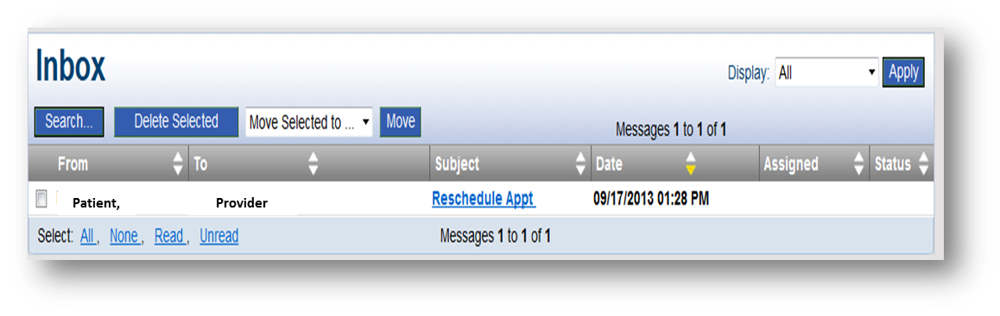 Inbox
Display: All Apply
Search... Delete Selected Move Selected to ... Move
Messages 1 to 1 of 1
From To Subject Date Assigned Status
Patient, Provider Reschedule Appt 09/17/2013 01:28 PM
Select: All , None , Read , Unread Messages 1 to 1 of 1